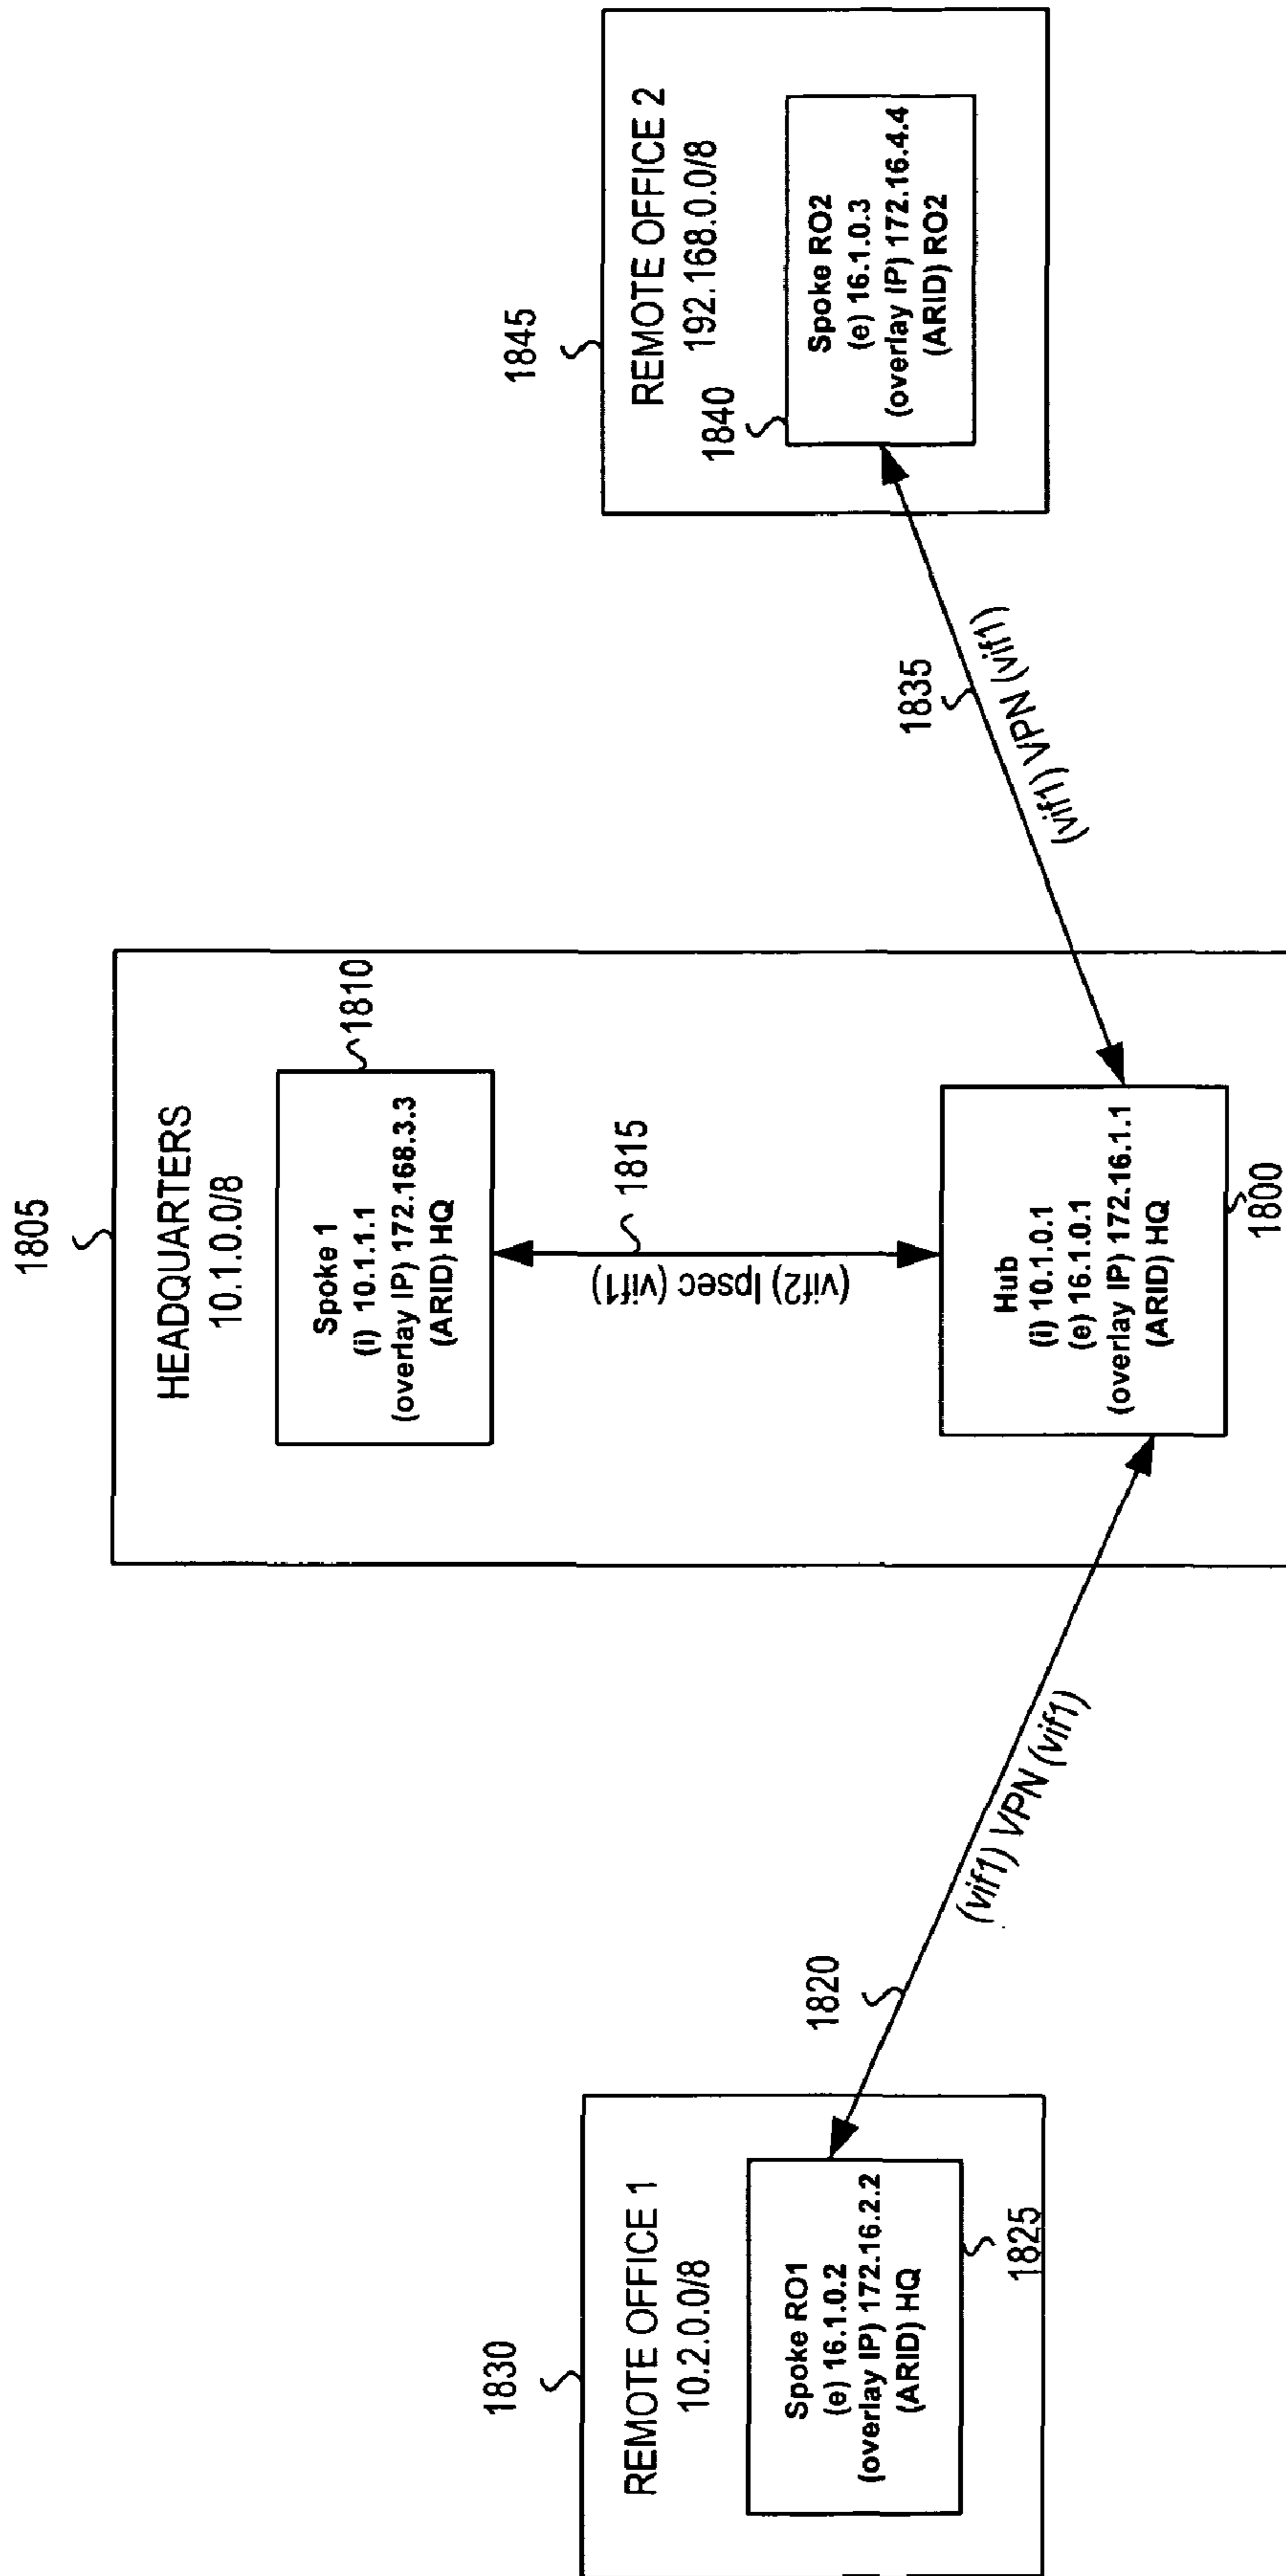 1805
HEADQUARTERS
10.1.0.0/8
Spoke 1
(i) 10.1.1.1
(overlay IP) 172.168.3.3
(ARID) HQ
1810
(vif2) Ipsec (vif1)
1815
Hub
(i) 10.1.0.1
(e) 16.1.0.1
(overlay IP) 172.16.1.1
(ARID) HQ
1800
1830
REMOTE OFFICE 1
10.2.0.0/8
Spoke RO1
(e) 16.1.0.2
(overlay IP) 172.16.2.2
(ARID) HQ
1825
1820
(vif1) VPN (vif1)
1845
REMOTE OFFICE 2
192.168.0.0/8
1840
Spoke RO2
(e) 16.1.0.3
(overlay IP) 172.16.4.4
(ARID) RO2
1835
(vif1) VPN (vif1)